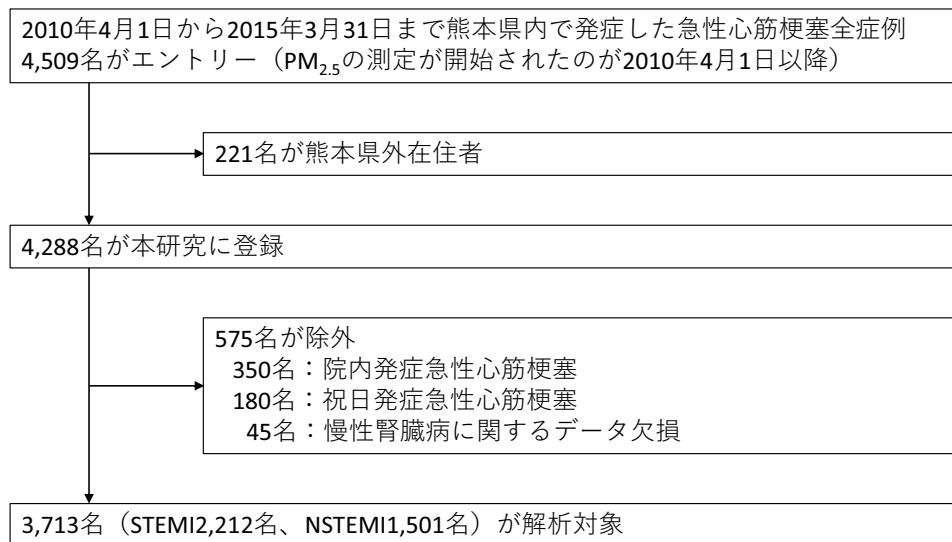 2010年4月1日から2015年3月31日まで熊本県内で発症した急性心筋梗塞全症例
4,509名がエントリー（PM2.5の測定が開始されたのが2010年4月1日以降）
221名が熊本県外在住者
4,288名が本研究に登録
575名が除外
350名：院内発症急性心筋梗塞
180名：祝日発症急性心筋梗塞
45名：慢性腎臓病に関するデータ欠損
3,713名（STEMI2,212名、NSTEMI1,501名）が解析対象